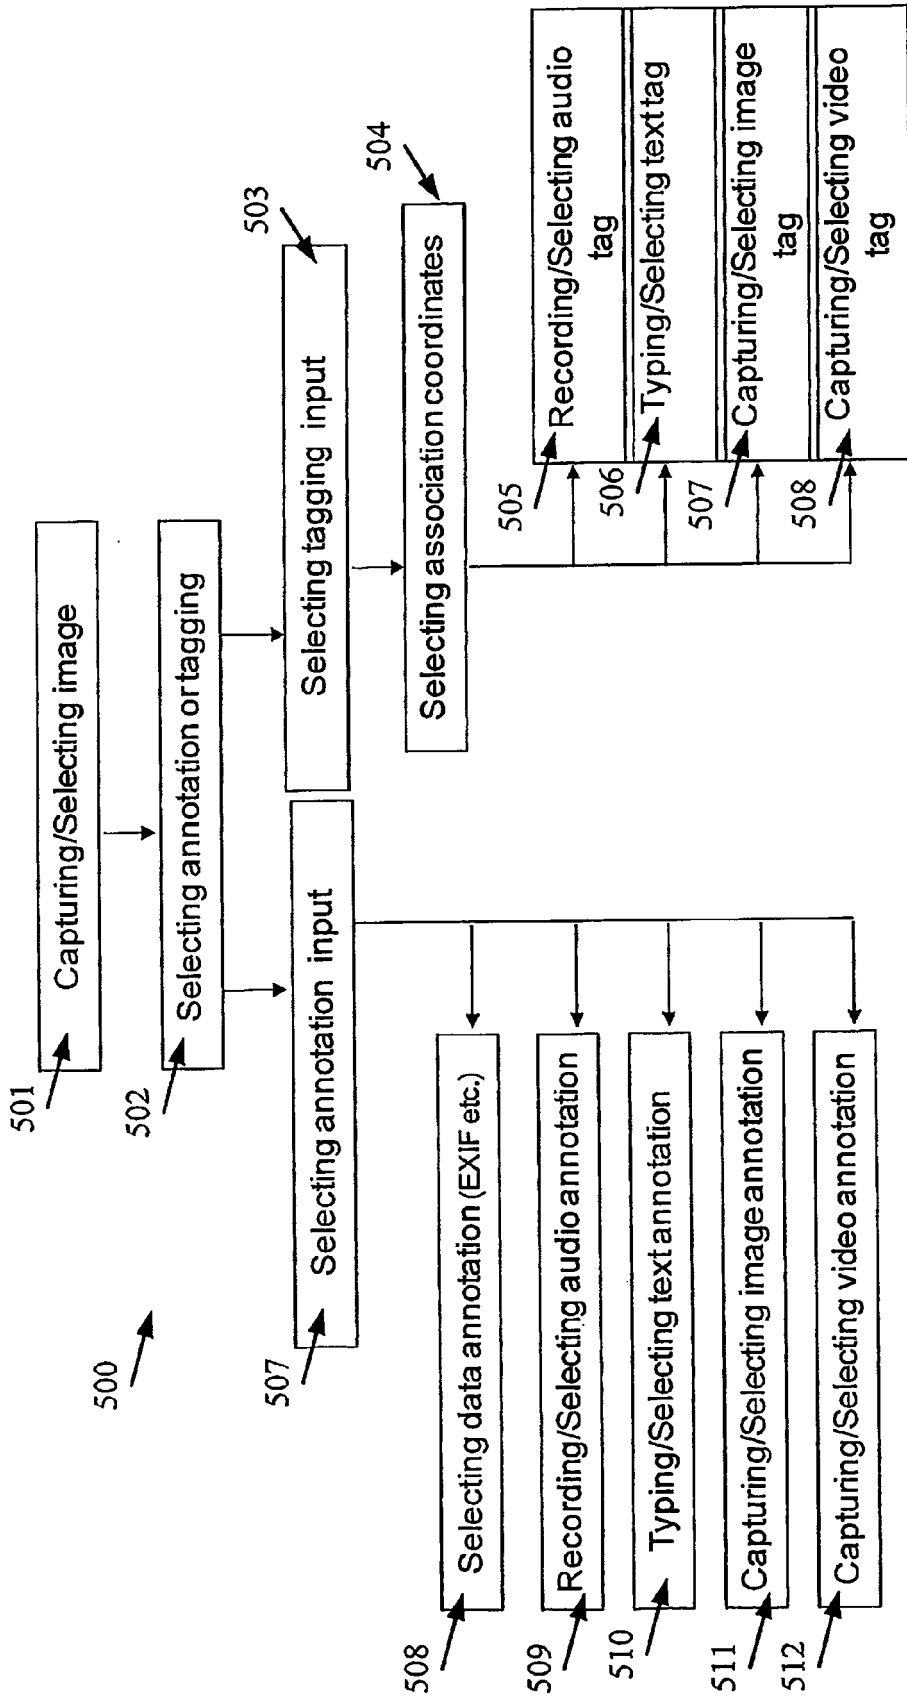 500
501
Capturing/Selecting image
502
Selecting annotation or tagging
507
Selecting annotation input
503
Selecting tagging input
504
Selecting association coordinates
508
Selecting data annotation (EXIF etc.)
509
Recording/Selecting audio annotation
510
Typing/Selecting text annotation
511
Capturing/Selecting image annotation
512
Capturing/Selecting video annotation
505
Recording/Selecting audio
tag
506
Typing/Selecting text tag
507
Capturing/Selecting image
tag
508
Capturing/Selecting video
tag